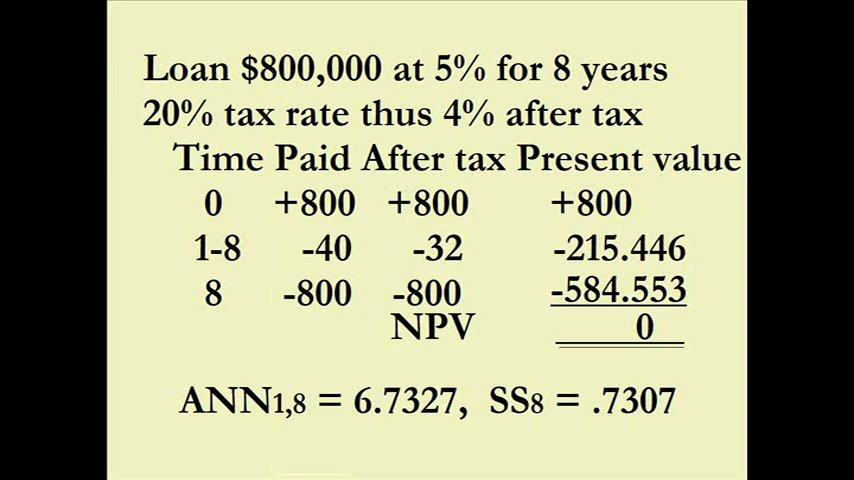 Loan $800,000 at 5% for 8 years
20% tax rate thus 4% after tax
Time Paid After tax Present value
0 +800 +800 +800
1-8 -40 -32 -215.446
8 -800 -800 -584.553
NPV 0
ANN1,8 = 6.7327, SS8 = .7307